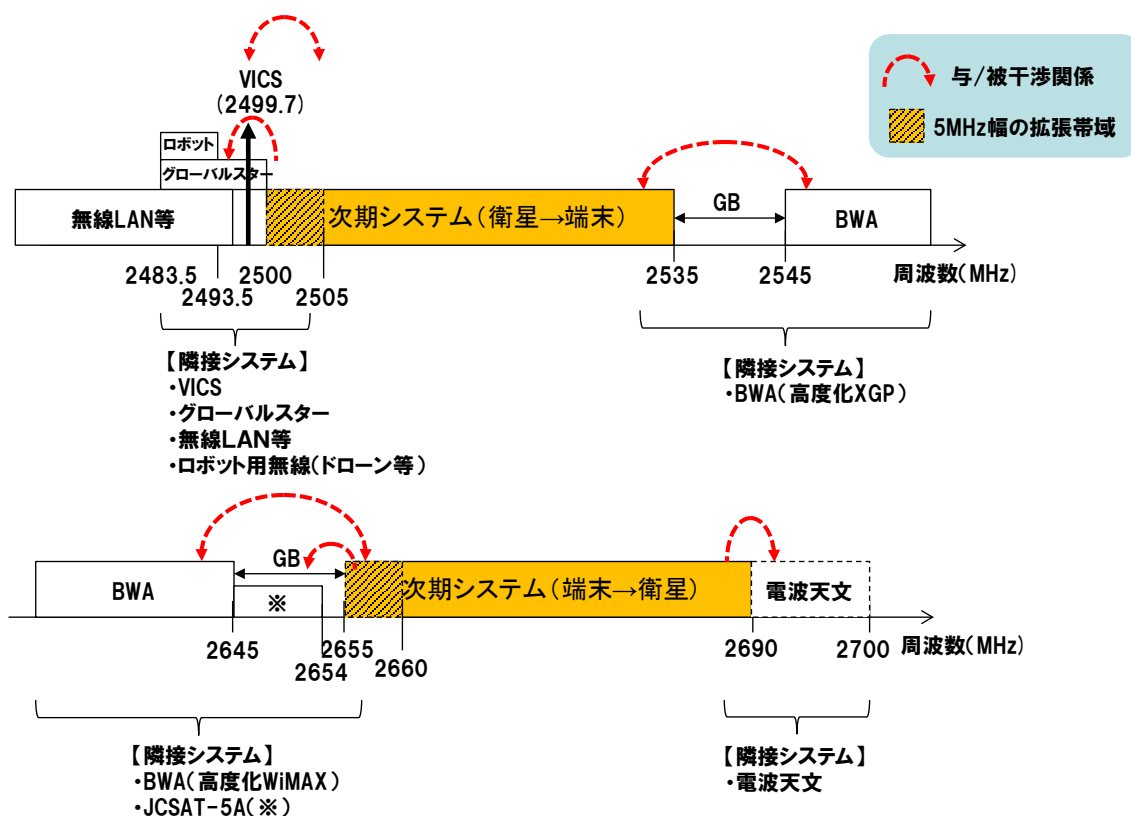 与/被干渉関係
5MHz幅の拡張帯域
VICS
(2499.7)
ロボット
グローバルスター
無線LAN等
次期システム(衛星→端末)
GB
BWA
2483.5
2493.5
2500
2505
2535
2545
周波数(MHz)
【隣接システム】
・VICS
・グローバルスター
・無線LAN等
・ロボット用無線(ドローン等)
【隣接システム】
・BWA(高度化XGP)
BWA
GB
※
次期システム(端末→衛星)
電波天文
2645
2654
2655
2660
2690
2700
周波数(MHz)
【隣接システム】
・BWA(高度化WiMAX)
・JCSAT-5A(※)
【隣接システム】
・電波天文